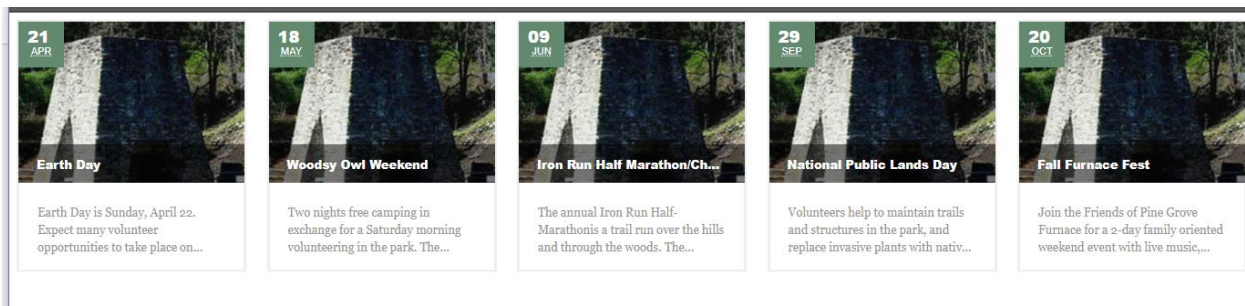 21
APR
Earth Day
Earth Day is Sunday, April 22.
Expect many volunteer
opportunities to take place on...
18
MAY
Woodsy Owl Weekend
Two nights free camping in
exchange for a Saturday morning
volunteering in the park. The...
09
JUN
Iron Run Half Marathon/Ch...
The annual Iron Run Half-
Marathonis a trail run over the hills
and through the woods. The...
29
SEP
National Public Lands Day
Volunteers help to maintain trails
and structures in the park, and
replace invasive plants with nativ...
20
OCT
Fall Furnace Fest
Join the Friends of Pine Grove
Furnace for a 2-day family oriented
weekend event with live music,...